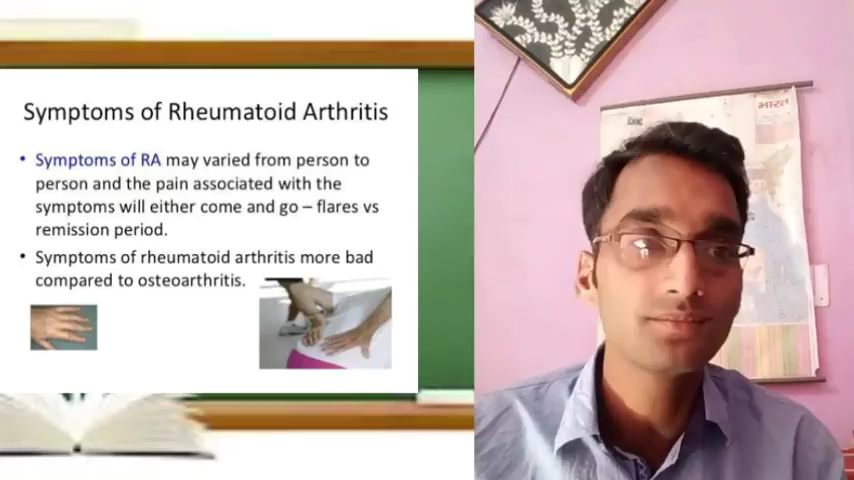 Symptoms of Rheumatoid Arthritis
• Symptoms of RA may varied from person to
person and the pain associated with the
symptoms will either come and go – flares vs
remission period.
• Symptoms of rheumatoid arthritis more bad
compared to osteoarthritis.
भारत